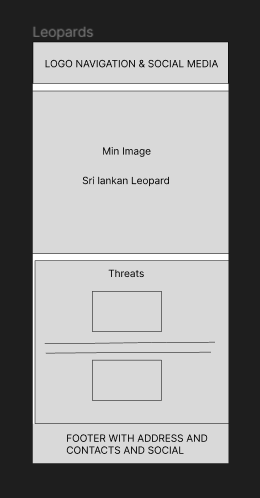 Leopards
LOGO NAVIGATION & SOCIAL MEDIA
Min Image
Sri lankan Leopard
Threats
FOOTER WITH ADDRESS AND
CONTACTS AND SOCIAL